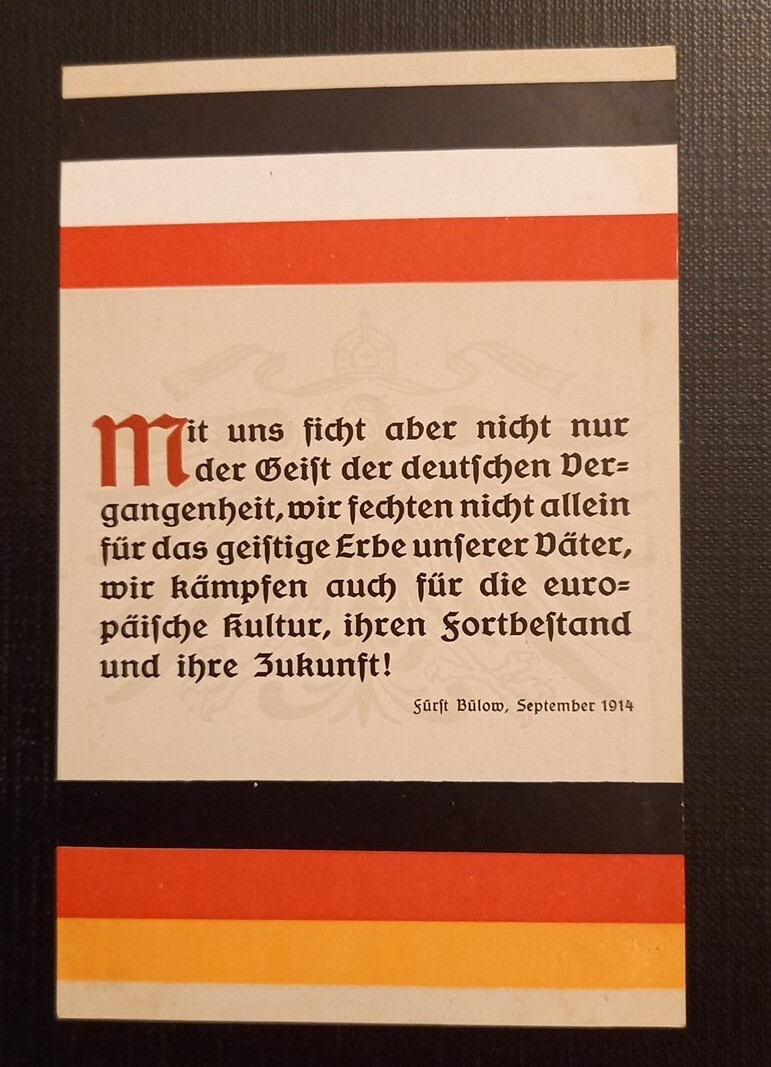 Mit uns ficht aber nicht nur
der Geiſt der deutſchen Ver⸗
gangenheit, wir fechten nicht allein
für das geiſtige Erbe unſerer Väter,
wir kämpfen auch für die euro⸗
päiſche Kultur, ihren Fortbeſtand
und ihre Zukunft!
Fürſt Bülow, September 1914